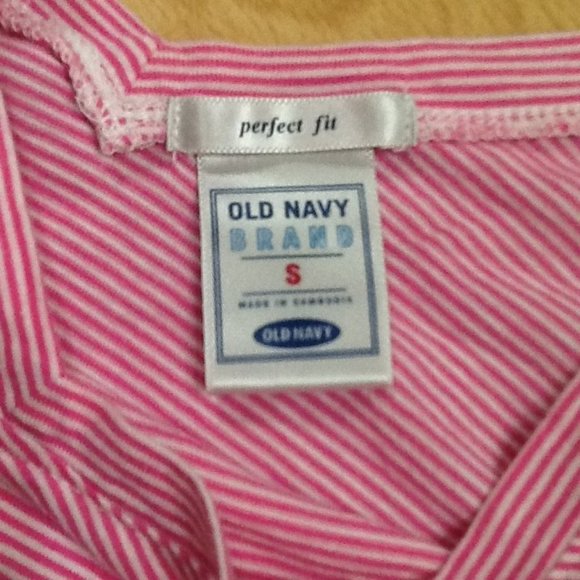 perfect fit
OLD NAVY
BRAND
S
MADE IN CAMBODIA
OLD NAVY